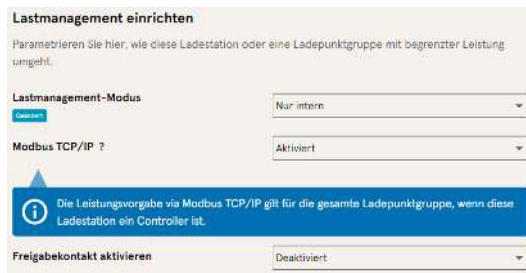 Lastmanagement einrichten
Parametrieren Sie hier, wie diese Ladestation oder eine Ladepunktgruppe mit begrenzter Leistung
umgeht.
Lastmanagement-Modus
Nur intern
Geändert
Modbus TCP/IP ?
Aktiviert
Die Leistungsvorgabe via Modbus TCP/IP gilt für die gesamte Ladepunktgruppe, wenn diese
Ladestation ein Controller ist.
Freigabekontakt aktivieren
Deaktiviert